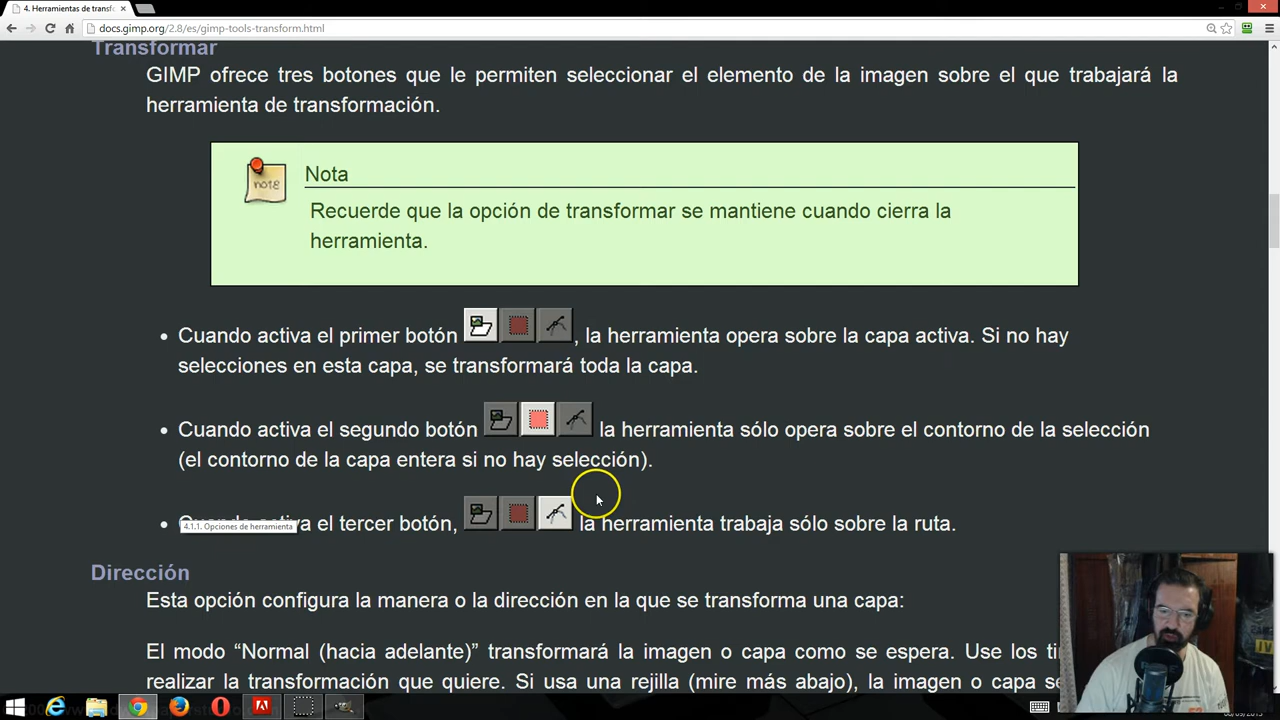 4. Herramientas de transf
docs.gimp.org/2.8/es/gimp-tools-transform.html
Transformar
GIMP ofrece tres botones que le permiten seleccionar el elemento de la imagen sobre el que trabajará la
herramienta de transformación.
note
Nota
Recuerde que la opción de transformar se mantiene cuando cierra la
herramienta.
Cuando activa el primer botón , la herramienta opera sobre la capa activa. Si no hay
selecciones en esta capa, se transformará toda la capa.
Cuando activa el segundo botón la herramienta sólo opera sobre el contorno de la selección
(el contorno de la capa entera si no hay selección).
Cuando activa el tercer botón, la herramienta trabaja sólo sobre la ruta.
4.1.1. Opciones de herramienta
Dirección
Esta opción configura la manera o la dirección en la que se transforma una capa:
El modo “Normal (hacia adelante)” transformará la imagen o capa como se espera. Use los
realizar la transformación que quiere. Si usa una rejilla (mire más abajo), la imagen o capa